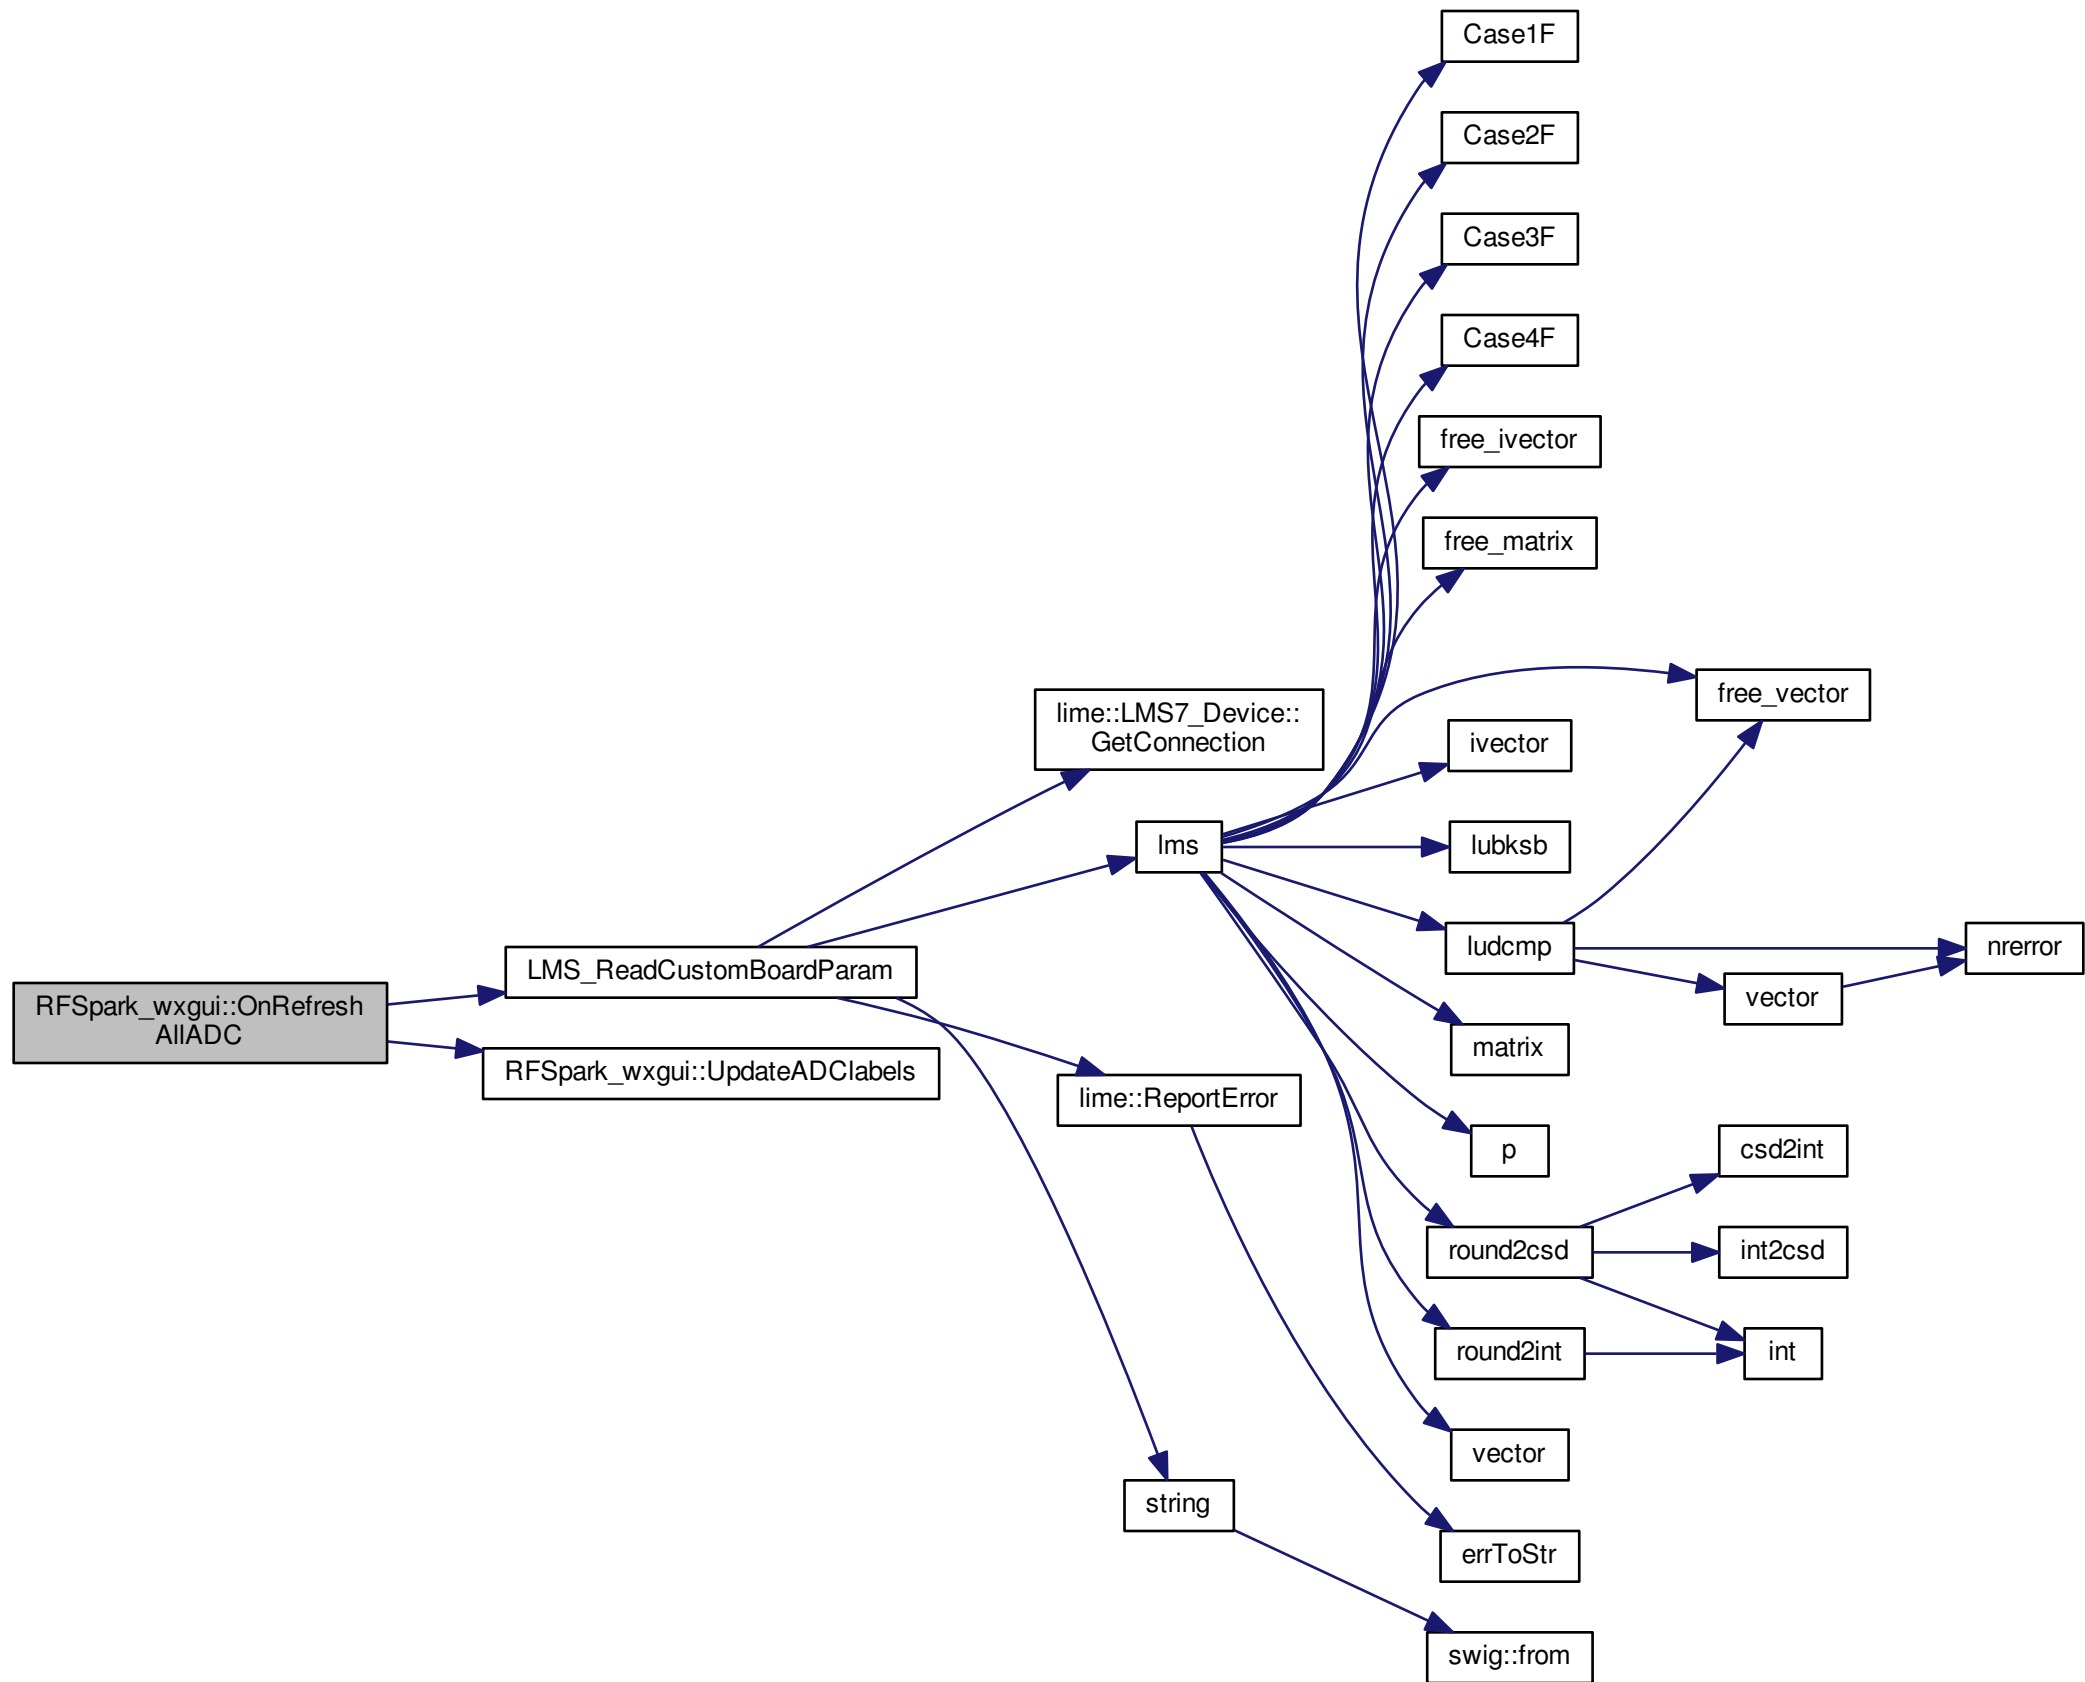 Case1F
Case2F
Case3F
Case4F
free_ivector
free_matrix
free_vector
lime::LMS7_Device::
GetConnection
ivector
lms
lubksb
ludcmp
nrerror
LMS_ReadCustomBoardParam
vector
RFSpark_wxgui::OnRefresh
AllADC
matrix
RFSpark_wxgui::UpdateADClabels
lime::ReportError
p
csd2int
round2csd
int2csd
round2int
int
vector
string
errToStr
swig::from